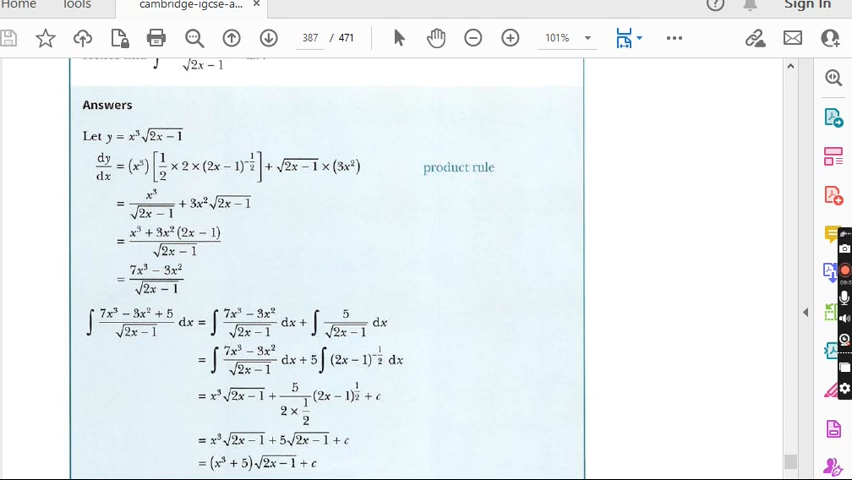 Home Tools cambridge-igcse-a... × Sign In
387 / 471 101%
√2x − 1
Answers
Let y = x³√2x − 1
dy/dx = (x³) [1/2 × 2 × (2x − 1)^−1/2] + √2x − 1 × (3x²) product rule
= x³/√2x − 1 + 3x²√2x − 1
= x³ + 3x²(2x − 1)/√2x − 1
= 7x³ − 3x²/√2x − 1
∫ 7x³ − 3x² + 5/√2x − 1 dx = ∫ 7x³ − 3x²/√2x − 1 dx + ∫ 5/√2x − 1 dx
= ∫ 7x³ − 3x²/√2x − 1 dx + 5∫ (2x − 1)^−1/2 dx
= x³√2x − 1 + 5/2 × 1/2 (2x − 1)^1/2 + c
= x³√2x − 1 + 5√2x − 1 + c
= (x³ + 5)√2x − 1 + c